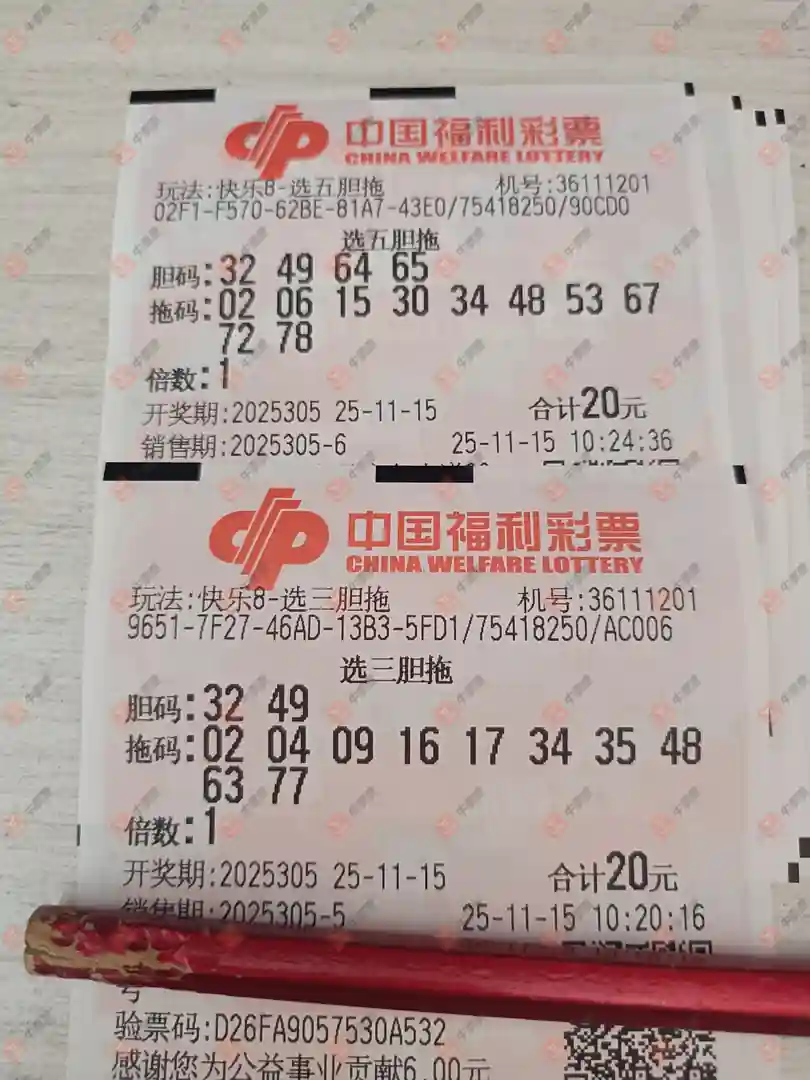 中国福利彩票
CHINA WELFARE LOTTERY
玩法:快乐8-选五胆拖 机号:36111201
02F1-F570-62BE-81A7-43E0/75418250/90CD0
选五胆拖
胆码:32 49 64 65
拖码:02 06 15 30 34 48 53 67
72 78
倍数:1
开奖期:2025305 25-11-15 合计20元
销售期:2025305-6 25-11-15 10:24:36
中国福利彩票
CHINA WELFARE LOTTERY
玩法:快乐8-选三胆拖 机号:36111201
9651-7F27-46AD-13B3-5FD1/75418250/AC006
选三胆拖
胆码:32 49
拖码:02 04 09 16 17 34 35 48
63 77
倍数:1
开奖期:2025305 25-11-15 合计20元
销售期:2025305-5 25-11-15 10:20:16
号
验票码:D26FA9057530A532
感谢您为公益事业贡献6.00元